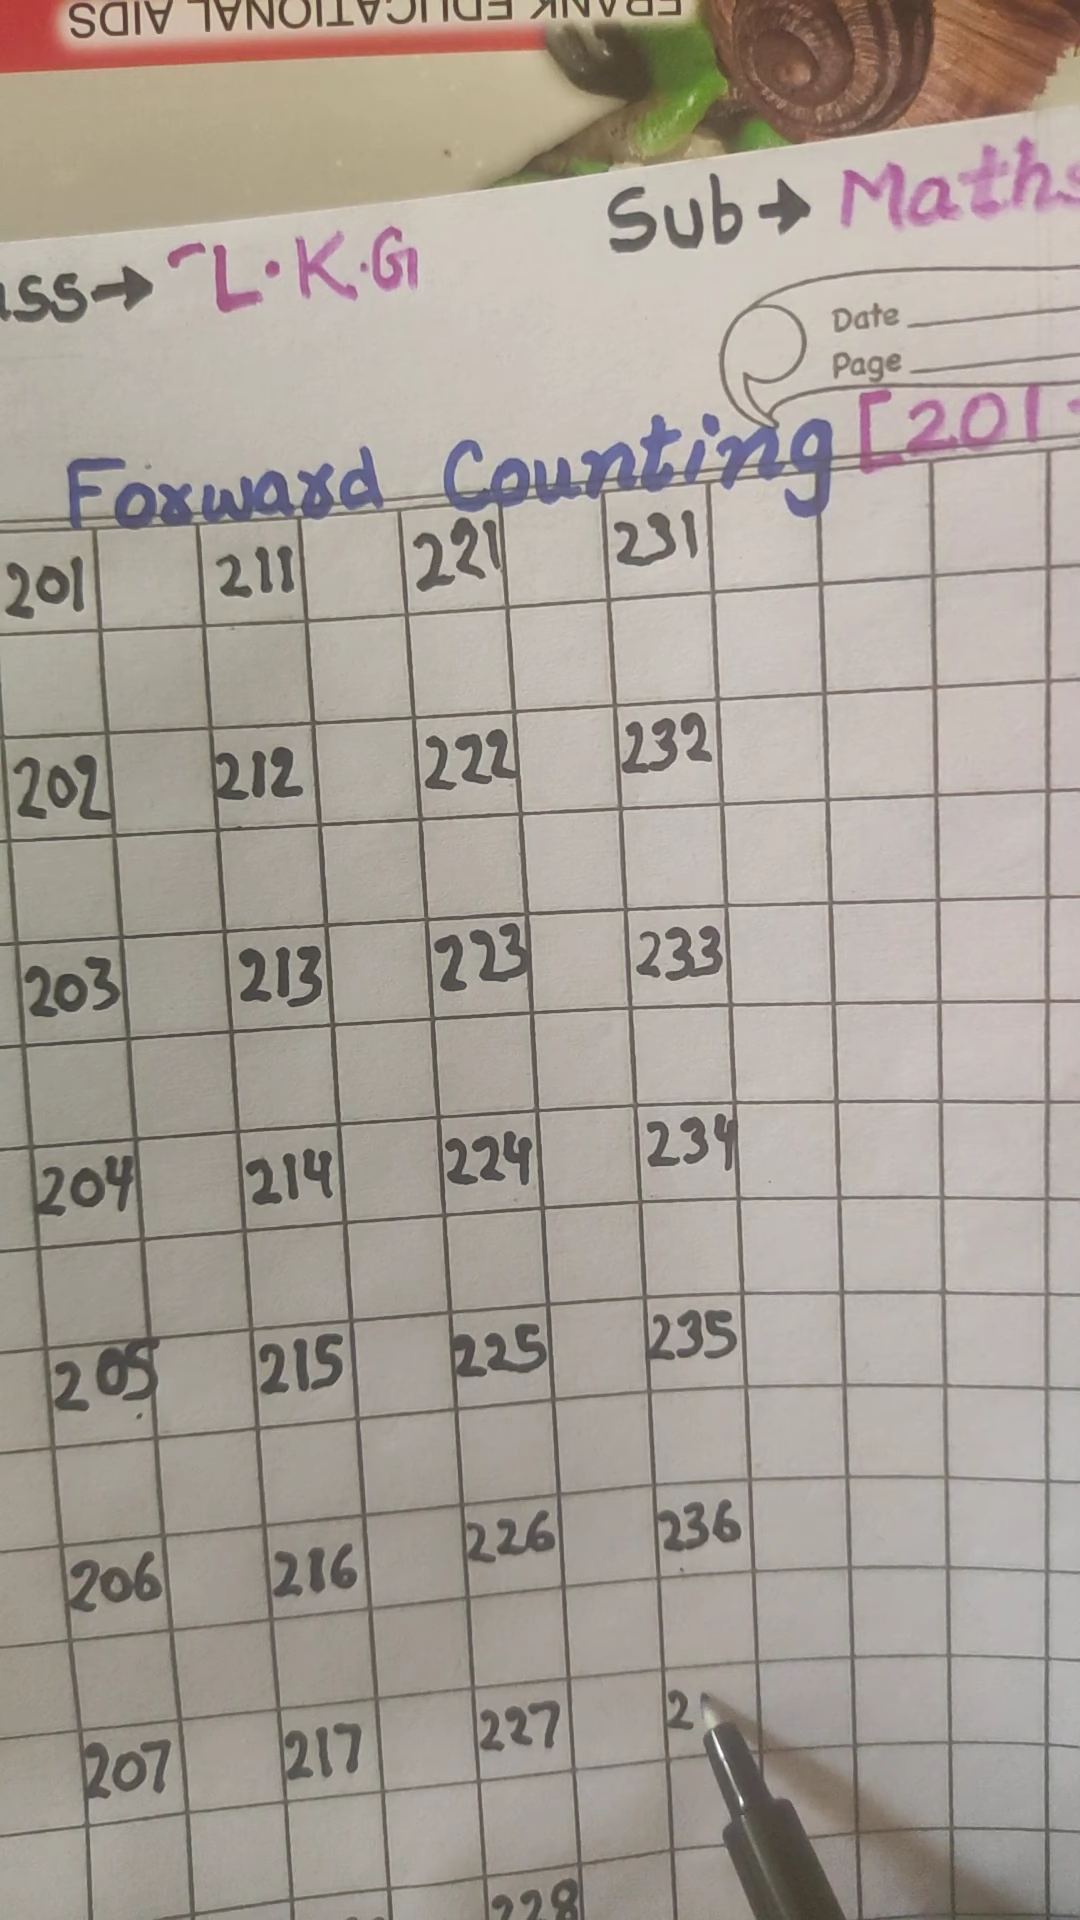 FRANK EDUCATIONAL AIDS
Sub→ Maths
ss→ L.K.G
Date
Page
Forward Counting [201-
201 211 221 231
202 212 222 232
203 213 223 233
204 214 224 234
205 215 225 235
206 216 226 236
207 217 227 2
228